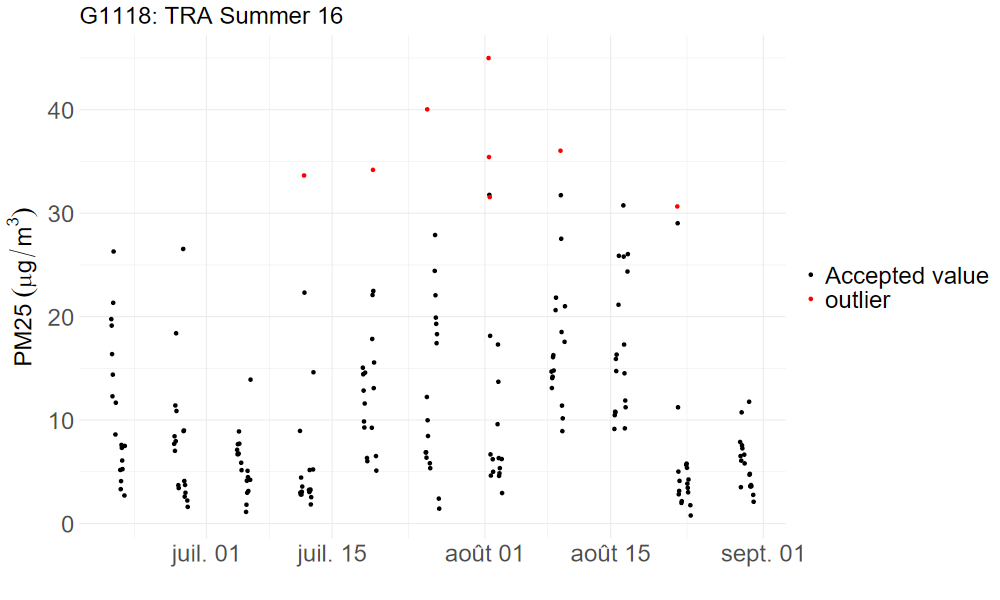 G1118: TRA Summer 16
PM25 (μg/m³)
40
30
20
10
0
juil. 01
juil. 15
août 01
août 15
sept. 01
Accepted value
outlier